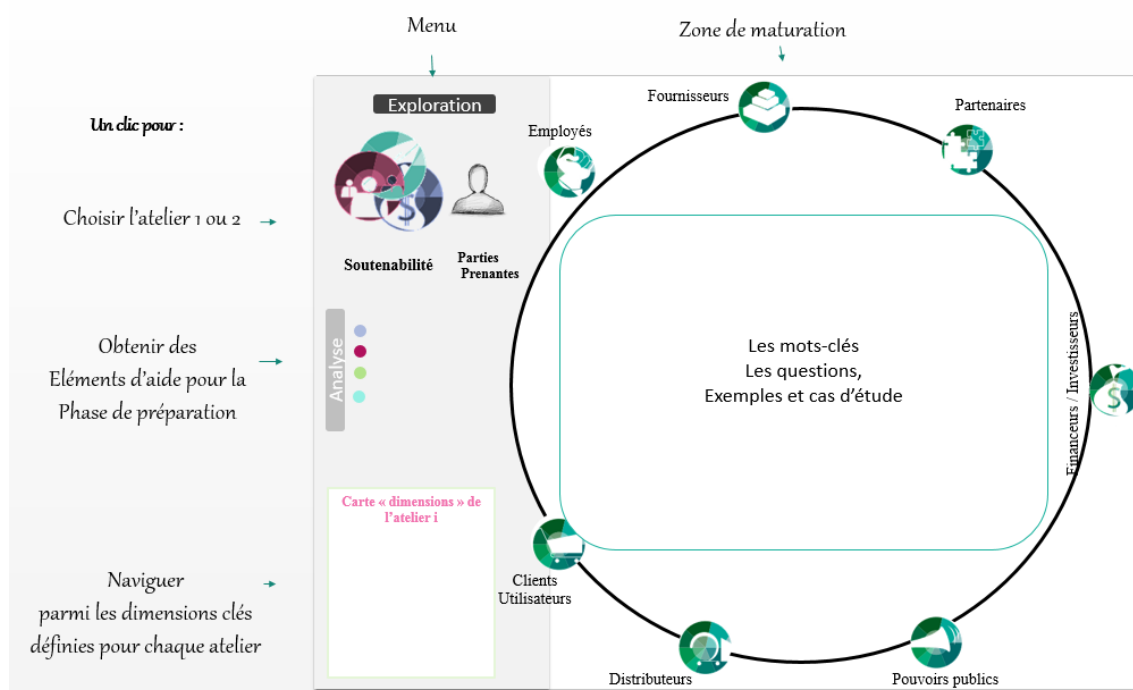 Menu
Zone de maturation
Un clic pour :
Choisir l'atelier 1 ou 2
Obtenir des
Eléments d'aide pour la
Phase de préparation
Naviguer
parmi les dimensions clés
définies pour chaque atelier
Exploration
Soutenabilité
Parties
Prenantes
Analyse
Carte « dimensions » de
l'atelier i
Employés
Fournisseurs
Partenaires
Financeurs / Investisseurs
$
$
Les mots-clés
Les questions,
Exemples et cas d'étude
Clients
Utilisateurs
Distributeurs
Pouvoirs publics